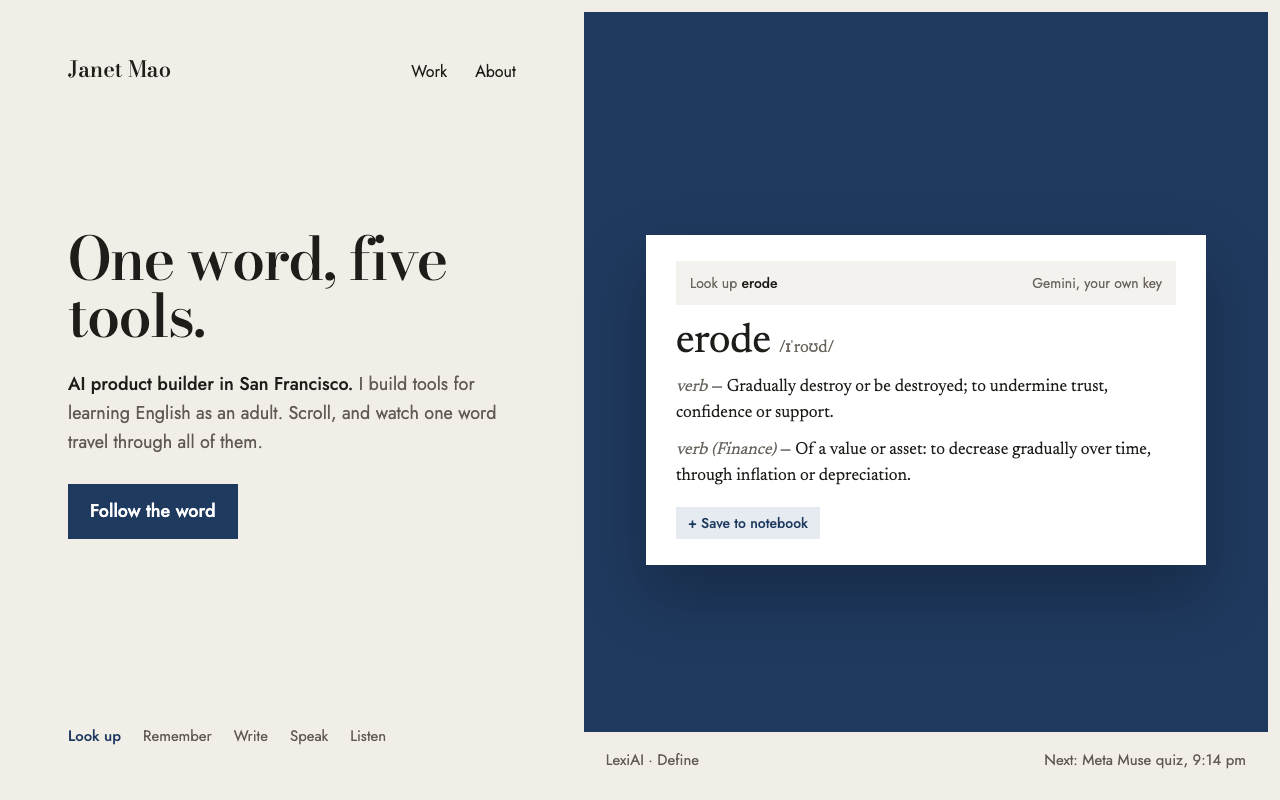 Janet Mao
Work
About
One word, five
tools.
AI product builder in San Francisco. I build tools for
learning English as an adult. Scroll, and watch one word
travel through all of them.
Follow the word
Look up
Remember
Write
Speak
Listen
Look up erode
Gemini, your own key
erode /ɪˈroʊd/
verb – Gradually destroy or be destroyed; to undermine trust,
confidence or support.
verb (Finance) – Of a value or asset: to decrease gradually over time,
through inflation or depreciation.
+ Save to notebook
LexiAI · Define
Next: Meta Muse quiz, 9:14 pm